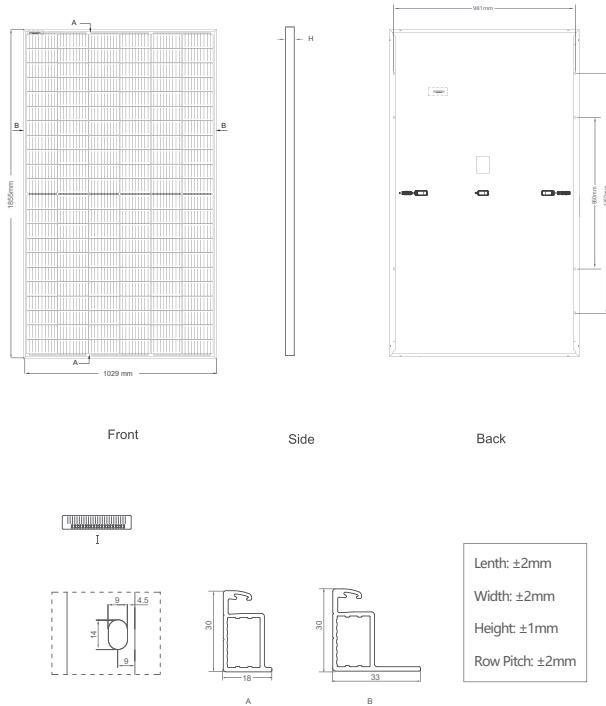 A
981mm
H
B
B
1855mm
860mm
A
1029 mm
Front
Side
Back
I
9
4.5
14
9
30
18
A
30
33
B
Lenth: ±2mm
Width: ±2mm
Height: ±1mm
Row Pitch: ±2mm